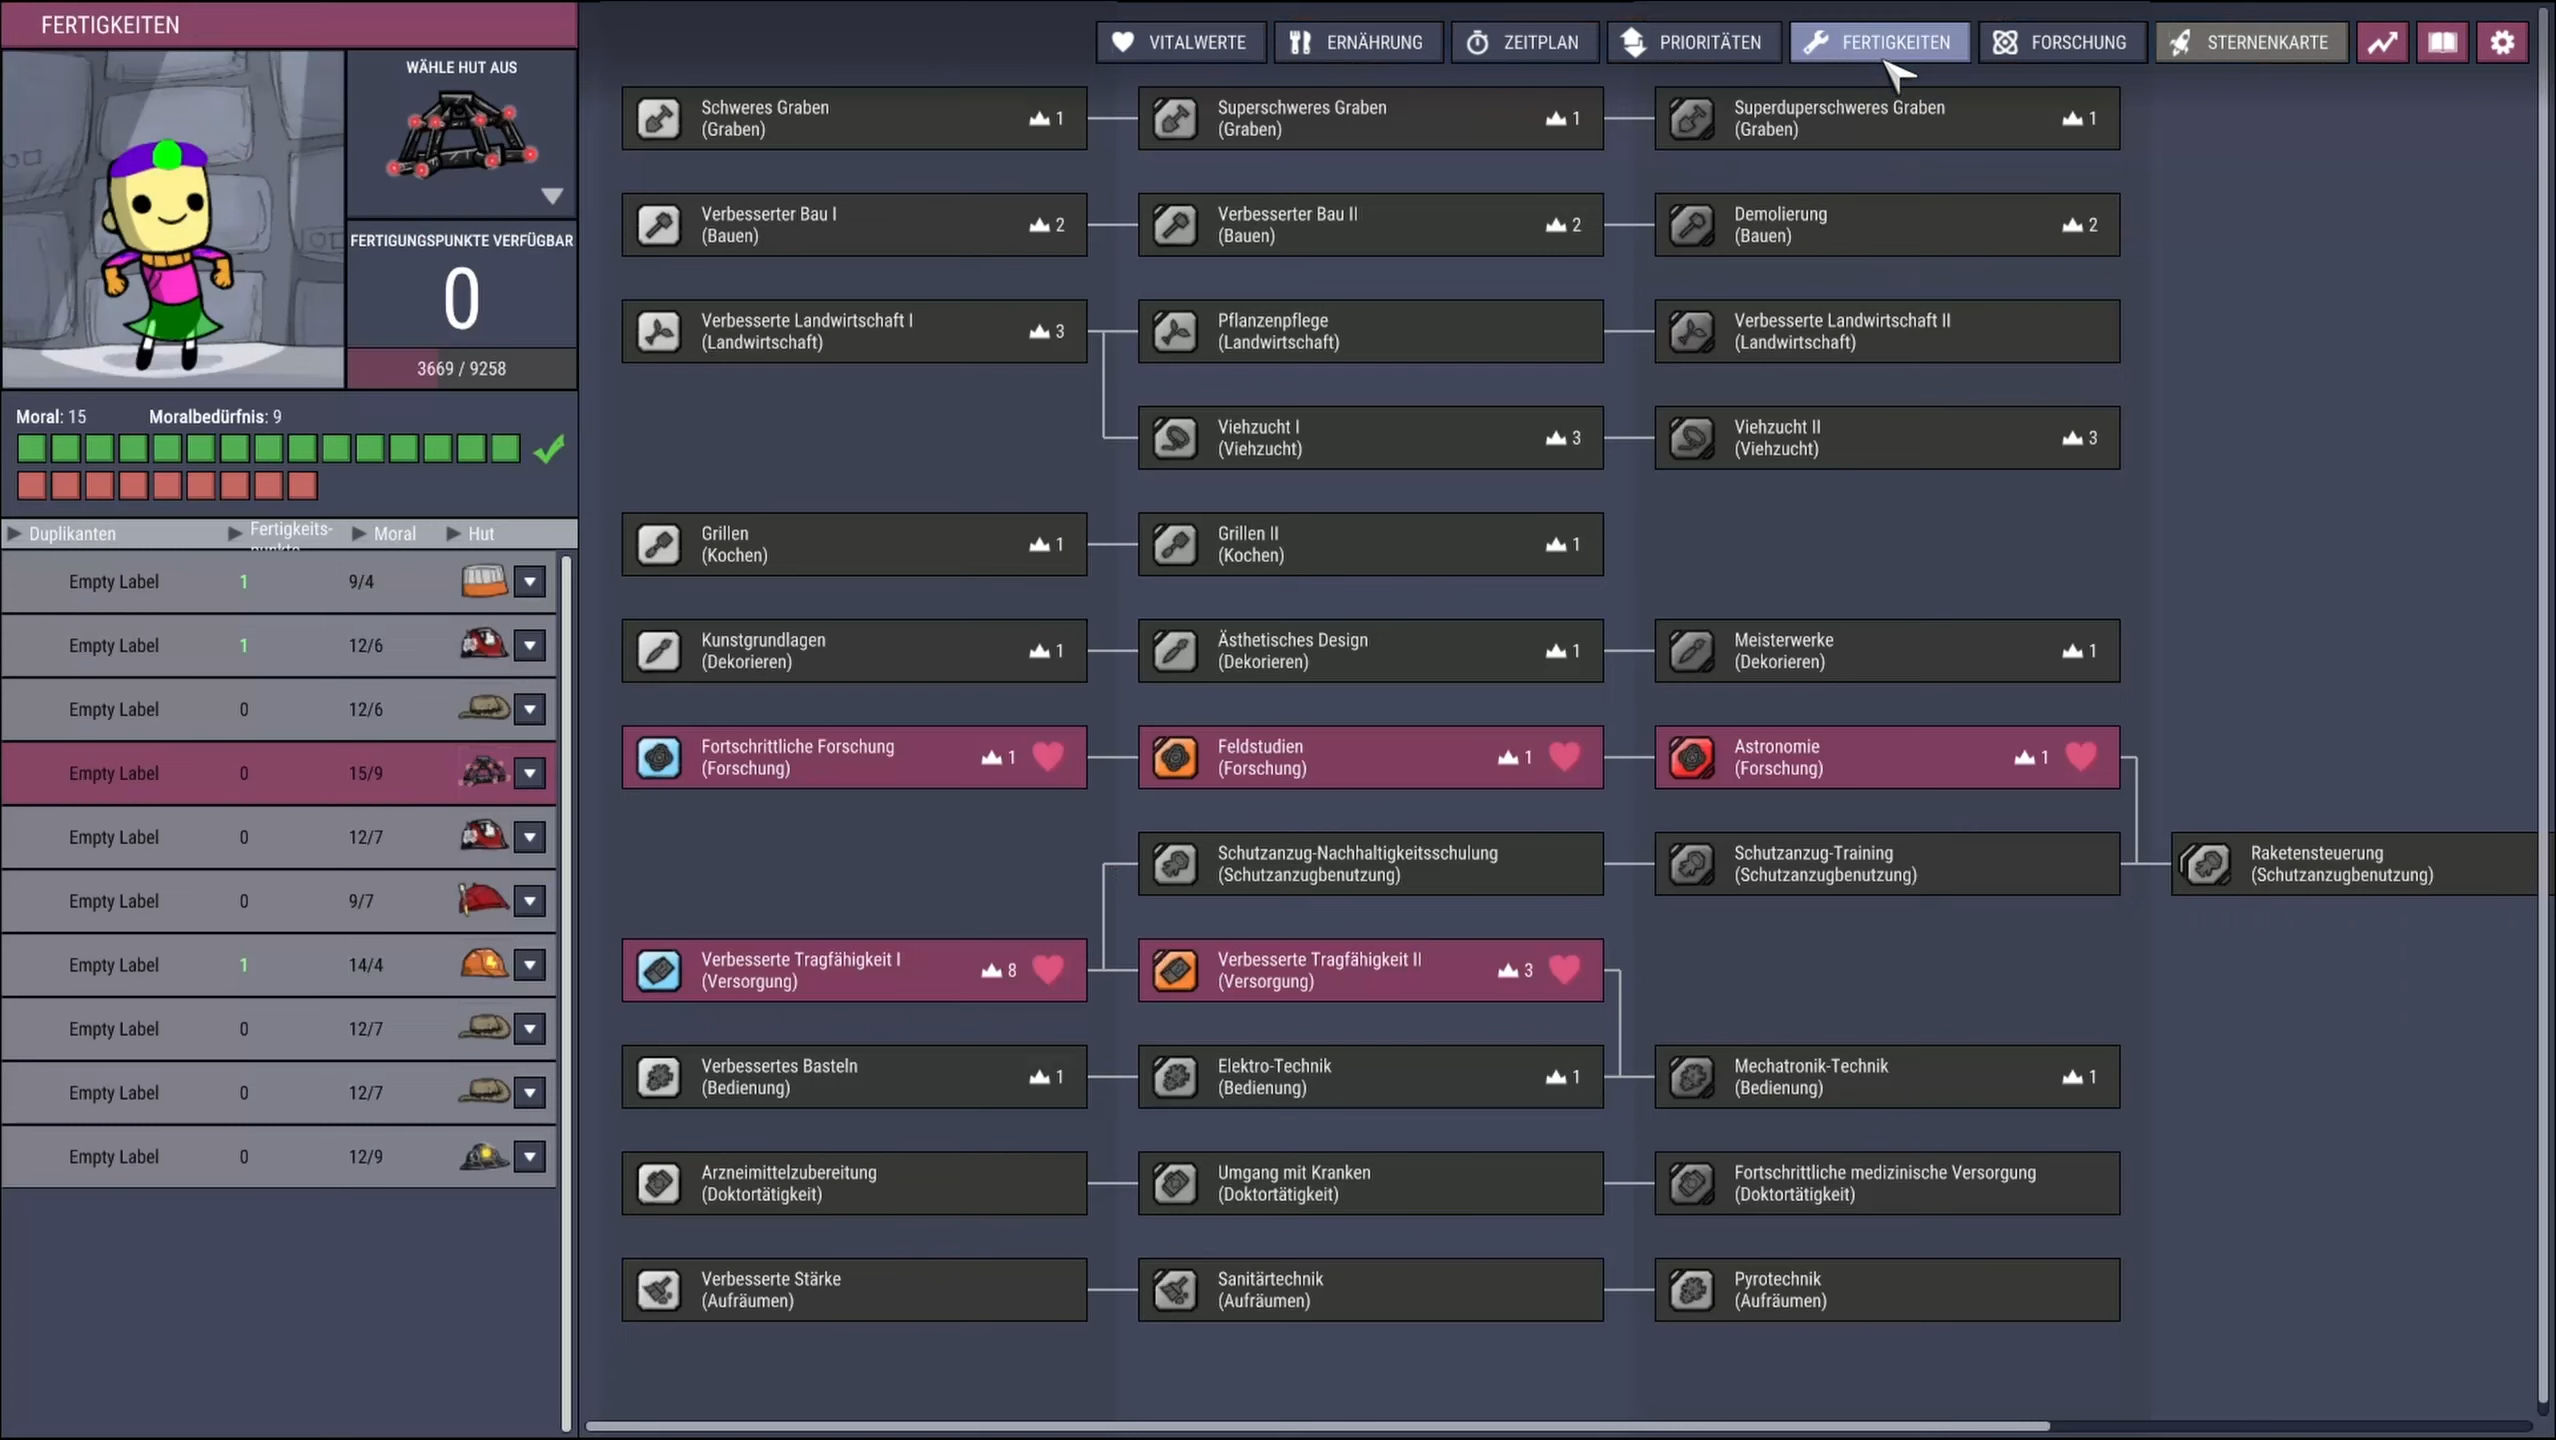 FERTIGKEITEN
VITALWERTE
ERNÄHRUNG
ZEITPLAN
PRIORITÄTEN
FERTIGKEITEN
FORSCHUNG
STERNENKARTE
WÄHLE HUT AUS
FERTIGUNGSPUNKTE VERFÜGBAR
0
3669 / 9258
Moral: 15 Moralbedürfnis: 9
Duplikanten Fertigkeits- Moral Hut
Empty Label 1 9/4
Empty Label 1 12/6
Empty Label 0 12/6
Empty Label 0 15/9
Empty Label 0 12/7
Empty Label 0 9/7
Empty Label 1 14/4
Empty Label 0 12/7
Empty Label 0 12/7
Empty Label 0 12/9
Schweres Graben
(Graben)
1
Superschweres Graben
(Graben)
1
Superduperschweres Graben
(Graben)
1
Verbesserter Bau I
(Bauen)
2
Verbesserter Bau II
(Bauen)
2
Demolierung
(Bauen)
2
Verbesserte Landwirtschaft I
(Landwirtschaft)
3
Pflanzenpflege
(Landwirtschaft)
Verbesserte Landwirtschaft II
(Landwirtschaft)
Viehzucht I
(Viehzucht)
3
Viehzucht II
(Viehzucht)
3
Grillen
(Kochen)
1
Grillen II
(Kochen)
1
Kunstgrundlagen
(Dekorieren)
1
Ästhetisches Design
(Dekorieren)
1
Meisterwerke
(Dekorieren)
1
Fortschrittliche Forschung
(Forschung)
1
Feldstudien
(Forschung)
1
Astronomie
(Forschung)
1
Schutzanzug-Nachhaltigkeitsschulung
(Schutzanzugbenutzung)
Schutzanzug-Training
(Schutzanzugbenutzung)
Raketensteuerung
(Schutzanzugbenutzung)
Verbesserte Tragfähigkeit I
(Versorgung)
8
Verbesserte Tragfähigkeit II
(Versorgung)
3
Verbessertes Basteln
(Bedienung)
1
Elektro-Technik
(Bedienung)
1
Mechatronik-Technik
(Bedienung)
1
Arzneimittelzubereitung
(Doktortätigkeit)
Umgang mit Kranken
(Doktortätigkeit)
Fortschrittliche medizinische Versorgung
(Doktortätigkeit)
Verbesserte Stärke
(Aufräumen)
Sanitärtechnik
(Aufräumen)
Pyrotechnik
(Aufräumen)